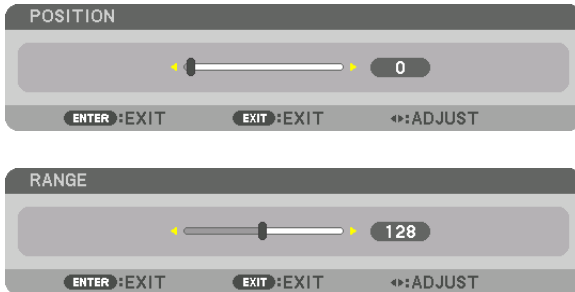 POSITION
0
ENTER :EXIT EXIT :EXIT ◀▶:ADJUST
RANGE
128
ENTER :EXIT EXIT :EXIT ◀▶:ADJUST